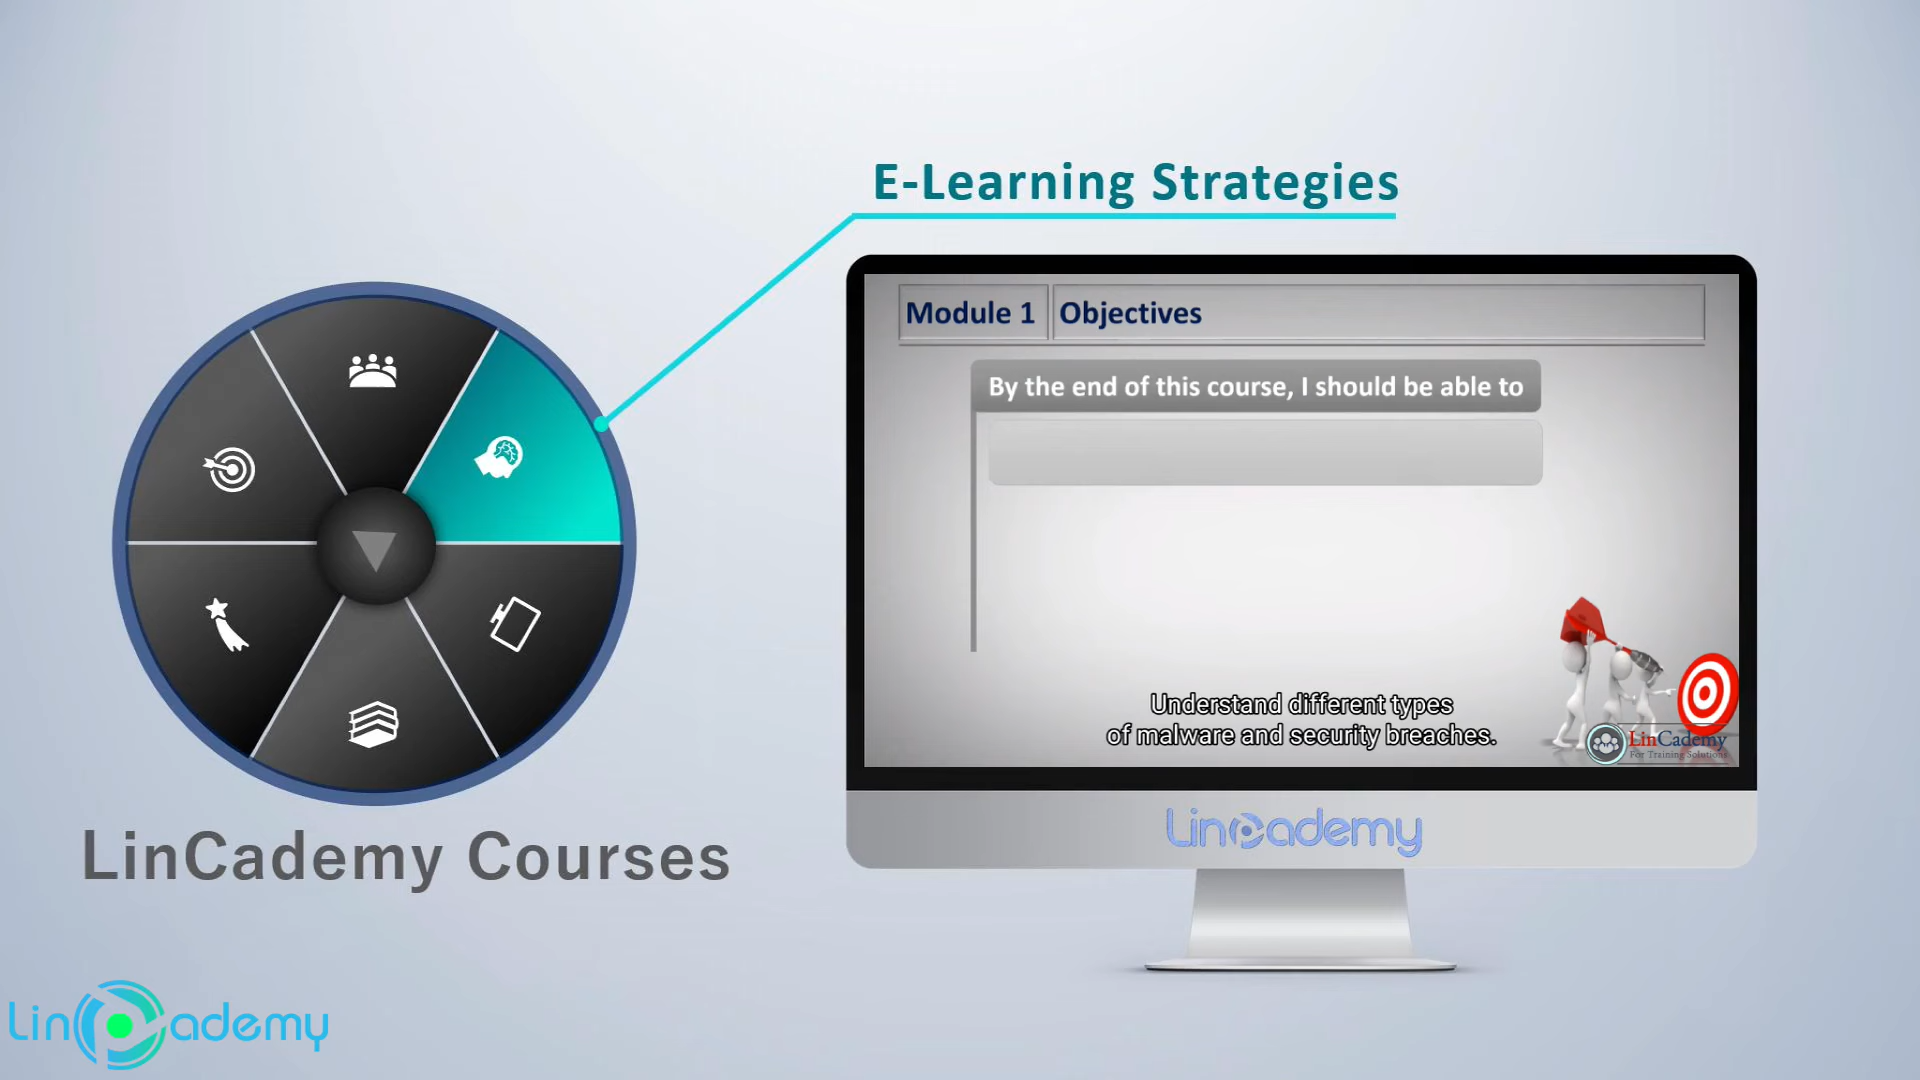 E-Learning Strategies
Module 1 Objectives
By the end of this course, I should be able to
Understand different types
of malware and security breaches.
LinCademy
For Training Solutions
LinCademy
LinCademy Courses
LinCademy